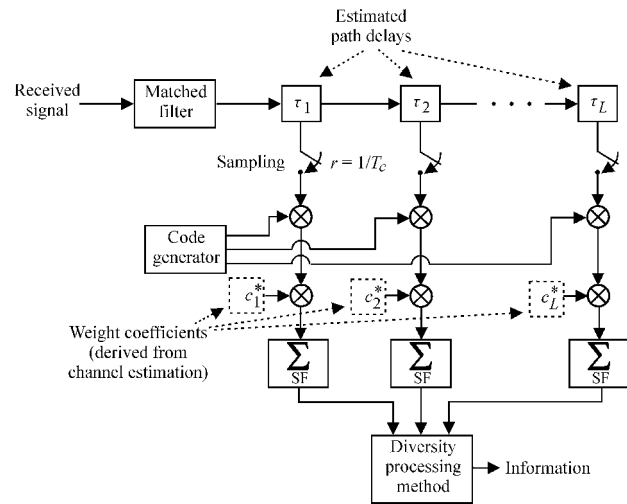 Estimated
path delays
Received
signal
Matched
filter
τ1
τ2
τL
Sampling
r = 1/Tc
Code
generator
c1*
c2*
cL*
Weight coefficients
(derived from
channel estimation)
Σ
SF
Σ
SF
Σ
SF
Diversity
processing
method
Information